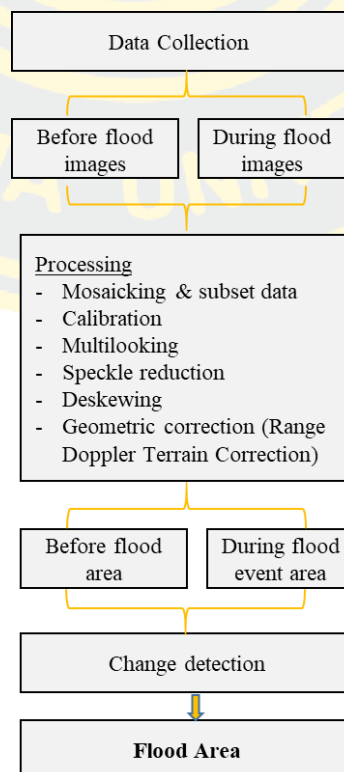 Data Collection
Before flood
images
During flood
images
Processing
- Mosaicking & subset data
- Calibration
- Multilooking
- Speckle reduction
- Deskewing
- Geometric correction (Range
Doppler Terrain Correction)
Before flood
area
During flood
event area
Change detection
Flood Area